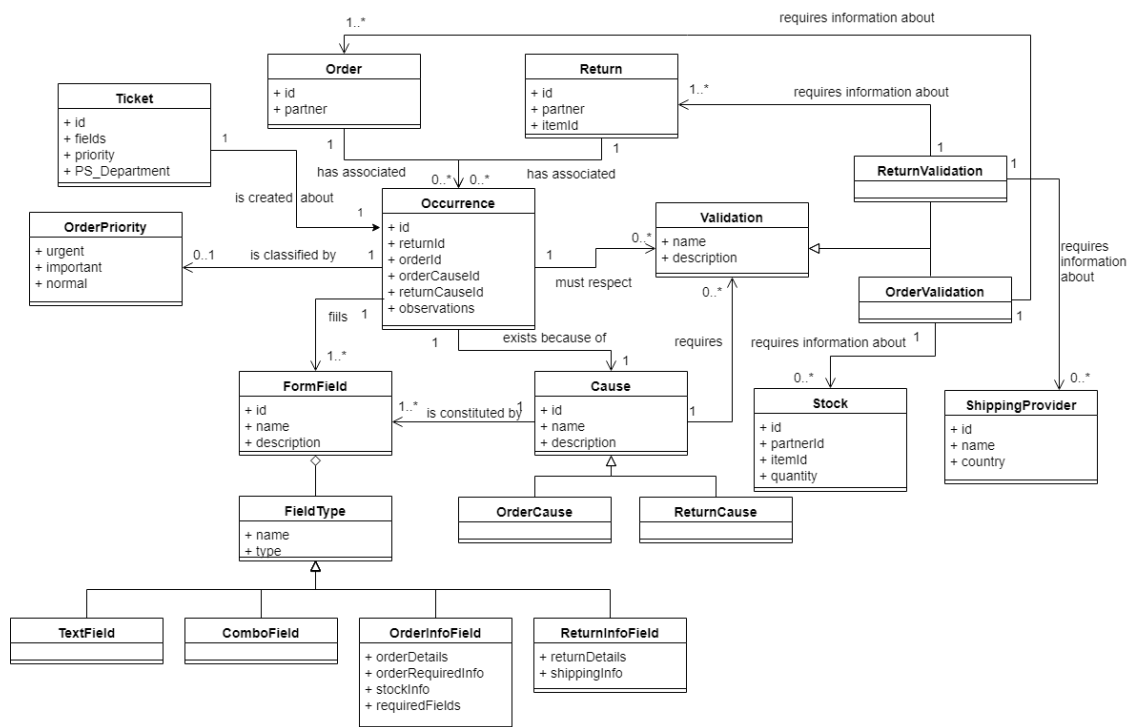 requires information about
1..*
Order
+ id
+ partner
Return
+ id
+ partner
+ itemId
1..*
requires information about
Ticket
+ id
+ fields
+ priority
+ PS_Department
1
1
1
has associated
has associated
0..*
0..*
is created about
1
1
ReturnValidation
1
Occurrence
+ id
+ returnId
+ orderId
+ orderCauseId
+ returnCauseId
+ observations
Validation
+ name
+ description
OrderPriority
+ urgent
+ important
+ normal
0..1
is classified by
1
1
0..*
must respect
0..*
requires
information
about
OrderValidation
1
1
fiils
1
1..*
1
exists because of
1
requires
requires information about
0..*
0..*
FormField
+ id
+ name
+ description
1..*
is constituted by
1
Cause
+ id
+ name
+ description
1
Stock
+ id
+ partnerId
+ itemId
+ quantity
ShippingProvider
+ id
+ name
+ country
FieldType
+ name
+ type
OrderCause
ReturnCause
TextField
ComboField
OrderInfoField
+ orderDetails
+ orderRequiredInfo
+ stockInfo
+ requiredFields
ReturnInfoField
+ returnDetails
+ shippingInfo